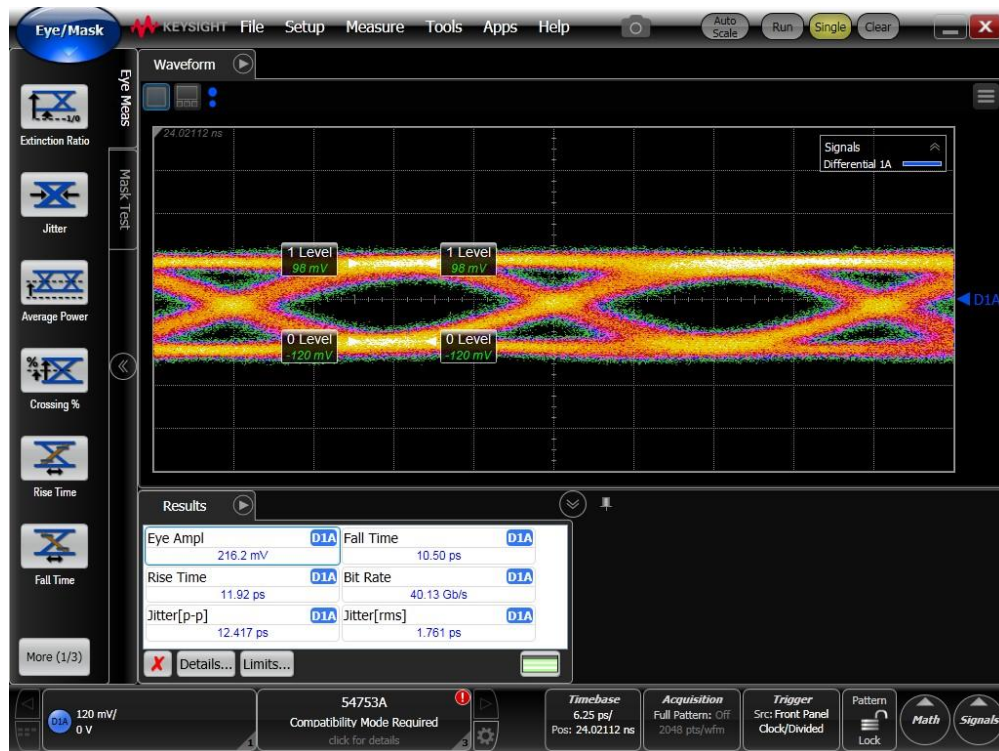 Eye/Mask
KEYSIGHT File Setup Measure Tools Apps Help
Auto Scale
Run
Single
Clear
Eye Meas
Mask Test
Extinction Ratio
Jitter
Average Power
%
Crossing %
Rise Time
Fall Time
More (1/3)
Waveform
24.02112 ns
Signals
Differential 1A
1 Level
98 mV
1 Level
98 mV
0 Level
-120 mV
0 Level
-120 mV
D1A
Results
Eye Ampl D1A Fall Time D1A
216.2 mV 10.50 ps
Rise Time D1A Bit Rate D1A
11.92 ps 40.13 Gb/s
Jitter[p-p] D1A Jitter[rms] D1A
12.417 ps 1.761 ps
Details... Limits...
D1A 120 mV/
0 V
1
54753A
Compatibility Mode Required
click for details
3
Timebase
6.25 ps/
Pos: 24.02112 ns
Acquisition
Full Pattern: Off
2048 pts/wfm
Trigger
Src: Front Panel
Clock/Divided
Pattern
Lock
Math
Signals